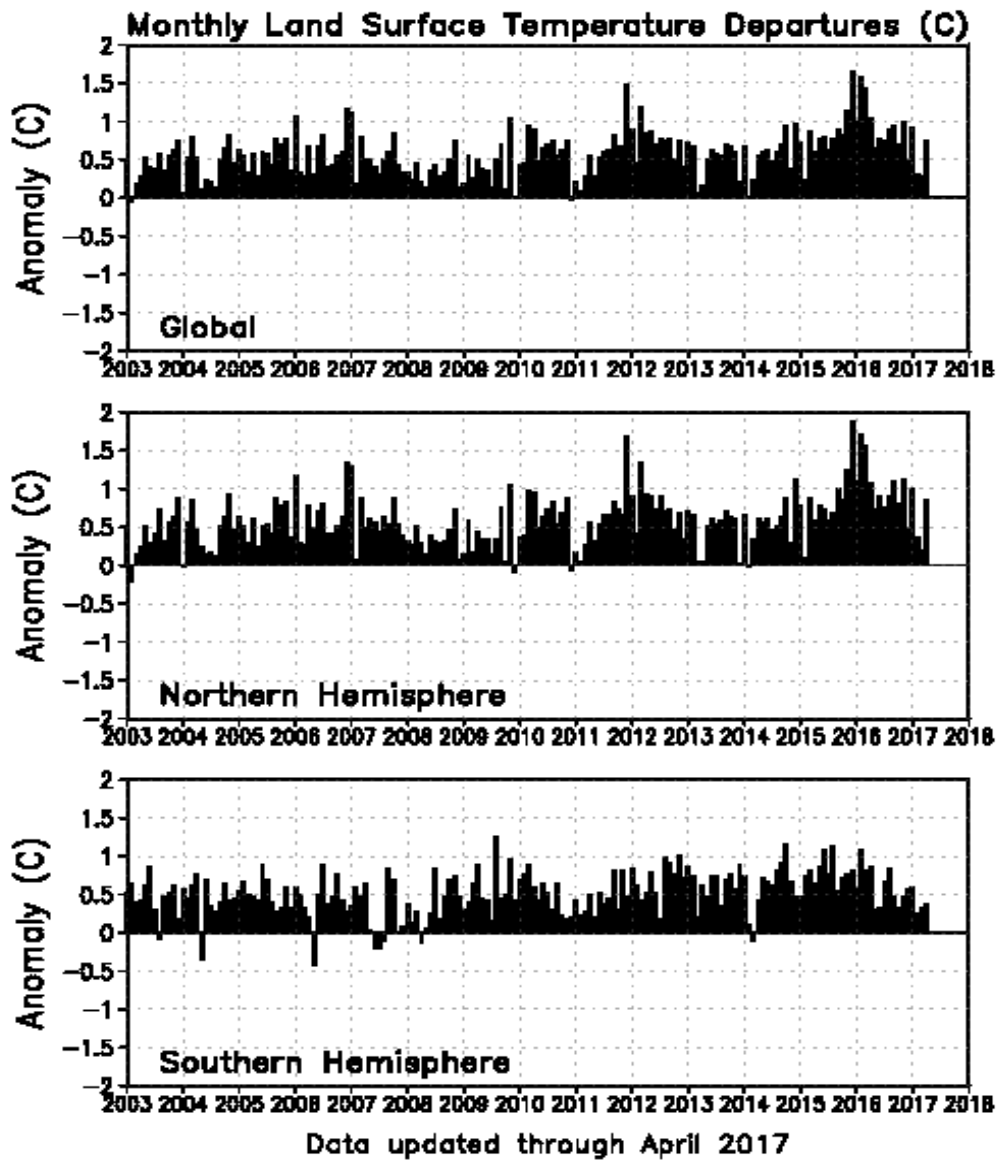 Monthly Land Surface Temperature Departures (C)
2
1.5
1
0.5
0
−0.5
−1
−1.5
−2
Anomaly (C)
Global
2003 2004 2005 2006 2007 2008 2009 2010 2011 2012 2013 2014 2015 2016 2017 2018
2
1.5
1
0.5
0
−0.5
−1
−1.5
−2
Anomaly (C)
Northern Hemisphere
2003 2004 2005 2006 2007 2008 2009 2010 2011 2012 2013 2014 2015 2016 2017 2018
2
1.5
1
0.5
0
−0.5
−1
−1.5
−2
Anomaly (C)
Southern Hemisphere
2003 2004 2005 2006 2007 2008 2009 2010 2011 2012 2013 2014 2015 2016 2017 2018
Data updated through April 2017